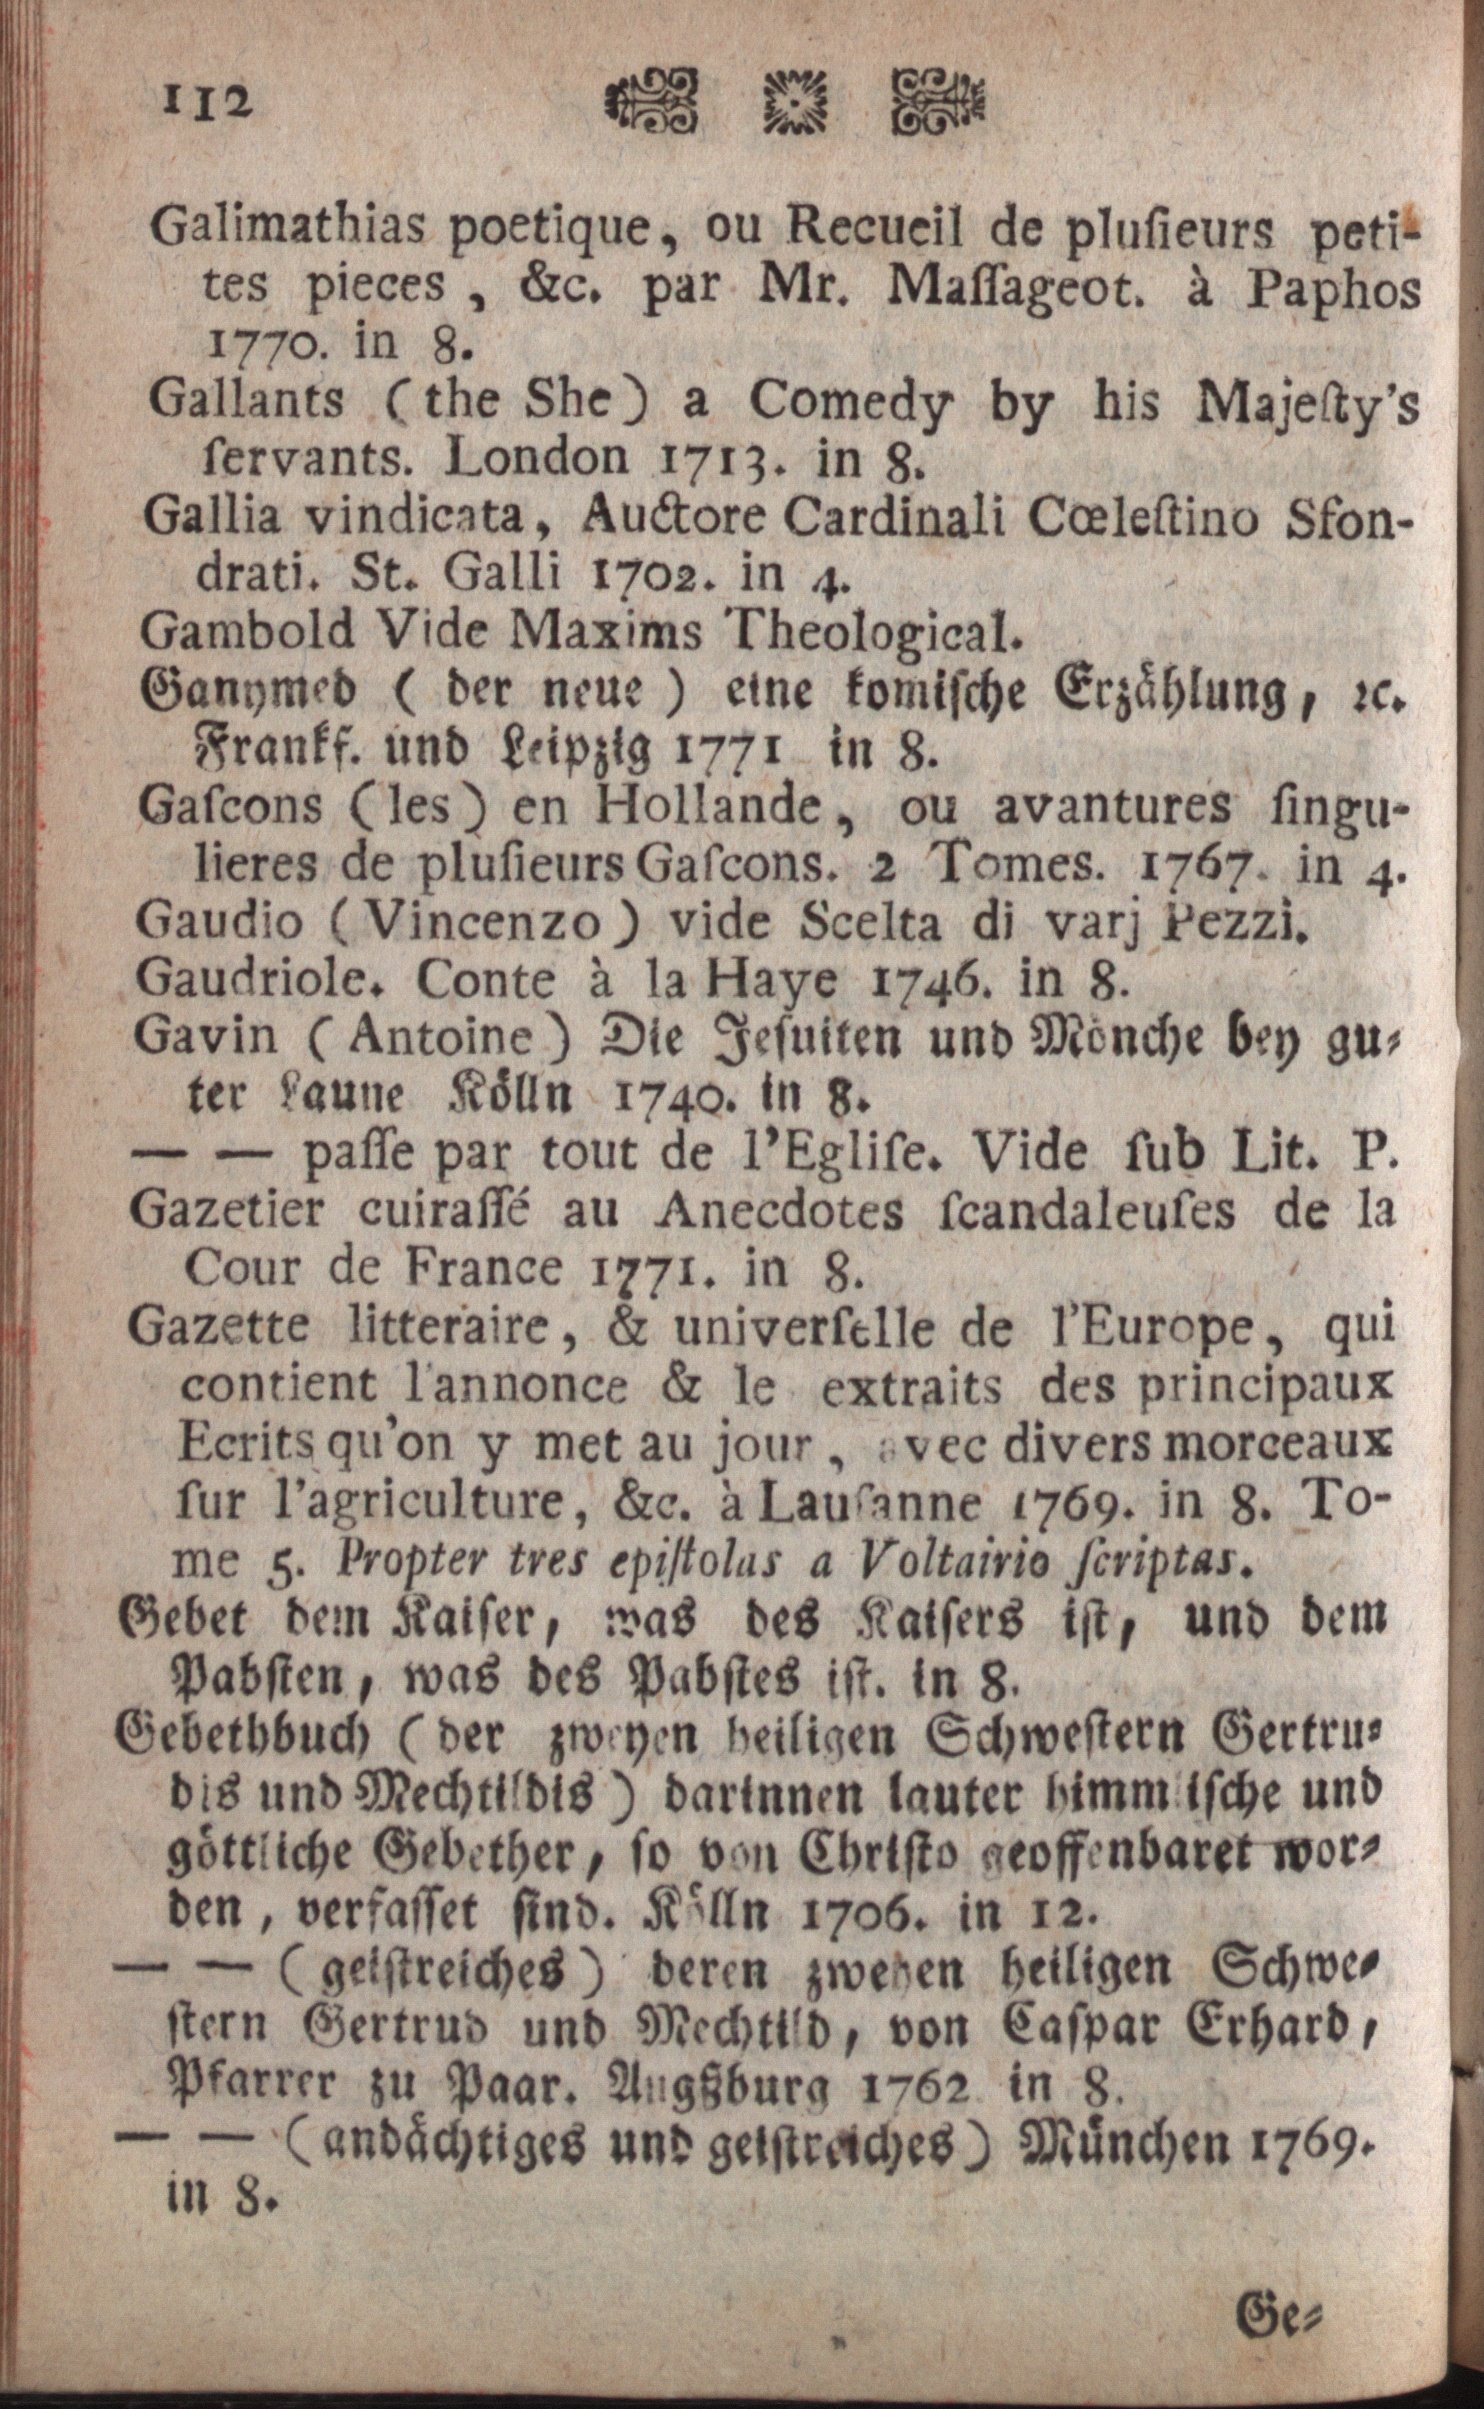 112
Galimathias poetique, ou Recueil de pluſieurs peti-
tes pieces, &c. par Mr. Maſſageot. à Paphos
1770. in 8.
Gallants (the She) a Comedy by his Majeſty's
ſervants. London 1713. in 8.
Gallia vindicata, Auctore Cardinali Cœleſtino Sfon-
drati. St. Galli 1702. in 4.
Gambold Vide Maxims Theological.
Ganymed (der neue) eine komiſche Erzählung, ꝛc.
Frankf. und Leipzig 1771 in 8.
Gaſcons (les) en Hollande, ou avantures ſingu-
lieres de pluſieurs Gaſcons. 2 Tomes. 1767. in 4.
Gaudio (Vincenzo) vide Scelta di varj Pezzi.
Gaudriole. Conte à la Haye 1746. in 8.
Gavin (Antoine) Die Jeſuiten und Mönche bey gu-
ter Laune Kölln 1740. in 8.
— — paſſe par tout de l'Egliſe. Vide ſub Lit. P.
Gazetier cuiraſſé au Anecdotes ſcandaleuſes de la
Cour de France 1771. in 8.
Gazette litteraire, & univerſelle de l'Europe, qui
contient l'annonce & le extraits des principaux
Ecrits qu'on y met au jour, avec divers morceaux
ſur l'agriculture, &c. à Lauſanne 1769. in 8. To-
me 5. Propter tres epiſtolas a Voltairio ſcriptas.
Gebet dem Kaiſer, was des Kaiſers iſt, und dem
Pabſten, was des Pabſtes iſt. in 8.
Gebethbuch (der zweyen heiligen Schweſtern Gertru-
dis und Mechtildis) darinnen lauter himmliſche und
göttliche Gebether, ſo von Chriſto geoffenbaret wor-
den, verfaſſet ſind. Kölln 1706. in 12.
— — (geiſtreiches) deren zweyen heiligen Schwe-
ſtern Gertrud und Mechtild, von Caſpar Erhard,
Pfarrer zu Paar. Augßburg 1762 in 8.
— — (andächtiges und geiſtreiches) München 1769.
in 8.
Ge-